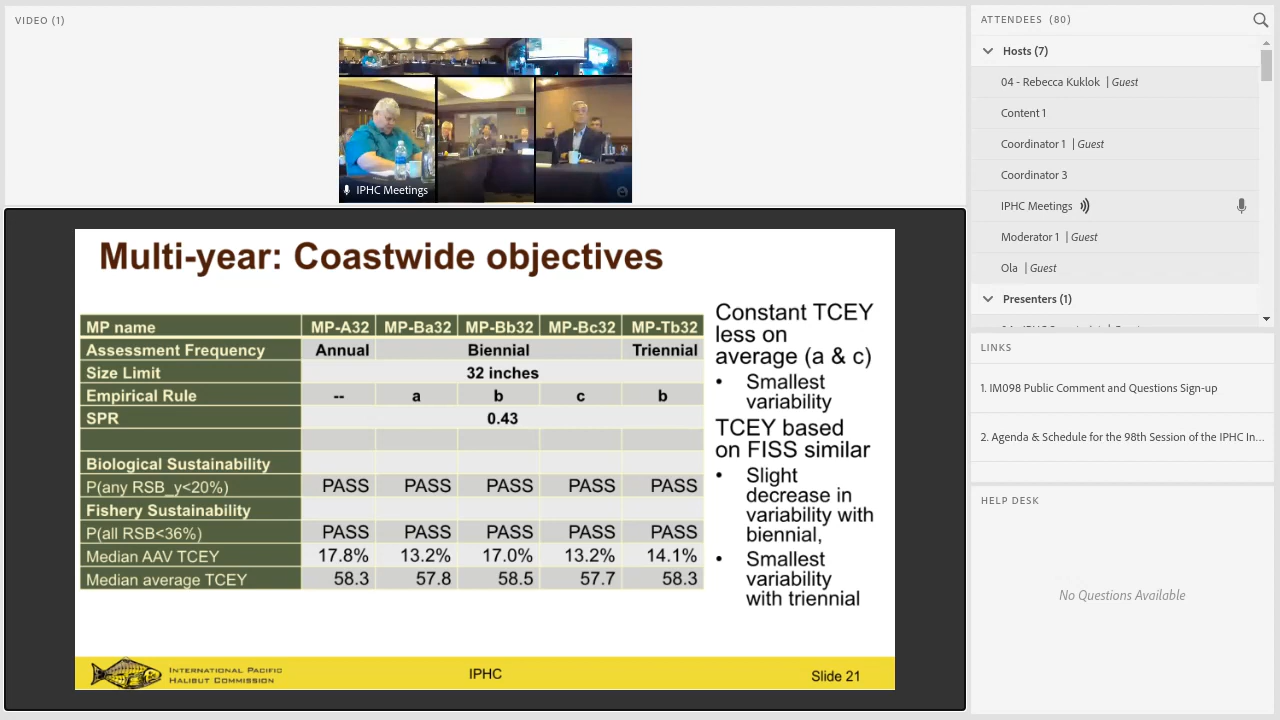 VIDEO (1)
IPHC Meetings
Multi-year: Coastwide objectives
MP name MP-A32 MP-Ba32 MP-Bb32 MP-Bc32 MP-Tb32
Assessment Frequency Annual Biennial Triennial
Size Limit 32 inches
Empirical Rule -- a b c b
SPR 0.43
Biological Sustainability
P(any RSB_y<20%) PASS PASS PASS PASS PASS
Fishery Sustainability
P(all RSB<36%) PASS PASS PASS PASS PASS
Median AAV TCEY 17.8% 13.2% 17.0% 13.2% 14.1%
Median average TCEY 58.3 57.8 58.5 57.7 58.3
Constant TCEY
less on
average (a & c)
• Smallest
variability
TCEY based
on FISS similar
• Slight
decrease in
variability with
biennial,
• Smallest
variability
with triennial
INTERNATIONAL PACIFIC
HALIBUT COMMISSION
IPHC
Slide 21
ATTENDEES (80)
Hosts (7)
04 - Rebecca Kuklok | Guest
Content 1
Coordinator 1 | Guest
Coordinator 3
IPHC Meetings
Moderator 1 | Guest
Ola | Guest
Presenters (1)
LINKS
1. IM098 Public Comment and Questions Sign-up
2. Agenda & Schedule for the 98th Session of the IPHC In...
HELP DESK
No Questions Available